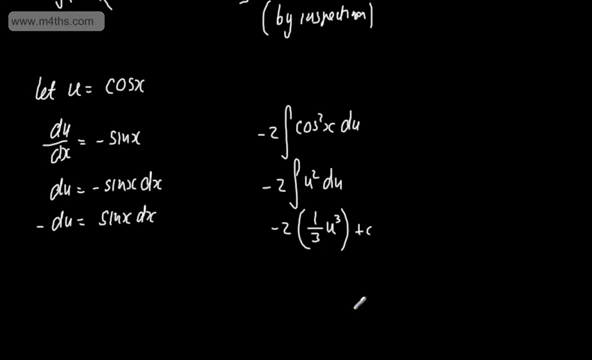 www.m4ths.com
(by inspection)
let u = cosx
du/dx = -sinx
du = -sinx dx
-du = sinx dx
-2∫cos²x du
-2∫u² du
-2(1/3 u³) + c